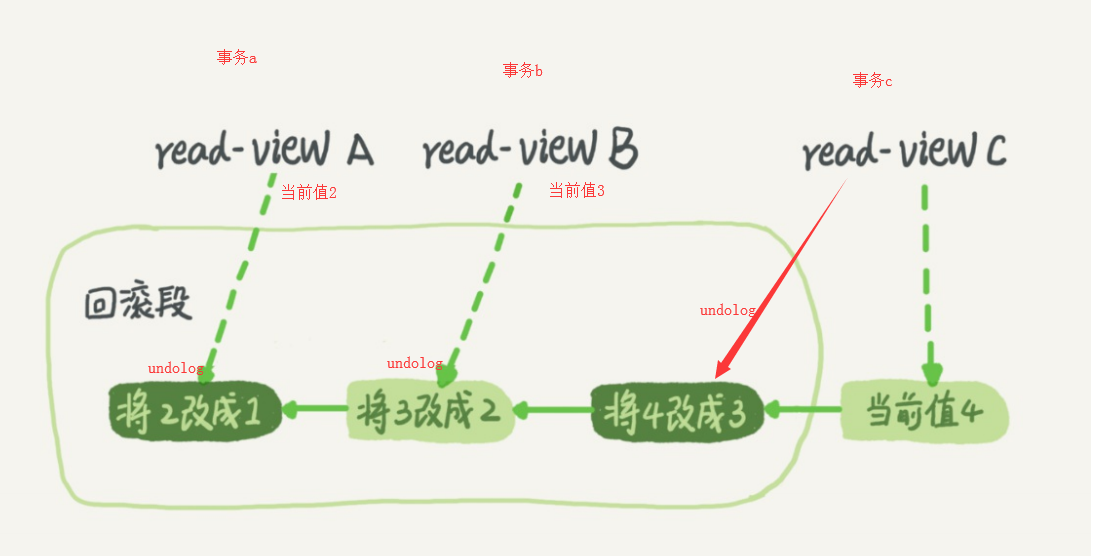 事务a
事务b
事务c
read-view A
read-view B
read-view C
当前值2
当前值3
回滚段
undolog
undolog
undolog
将2改成1
将3改成2
将4改成3
当前值4